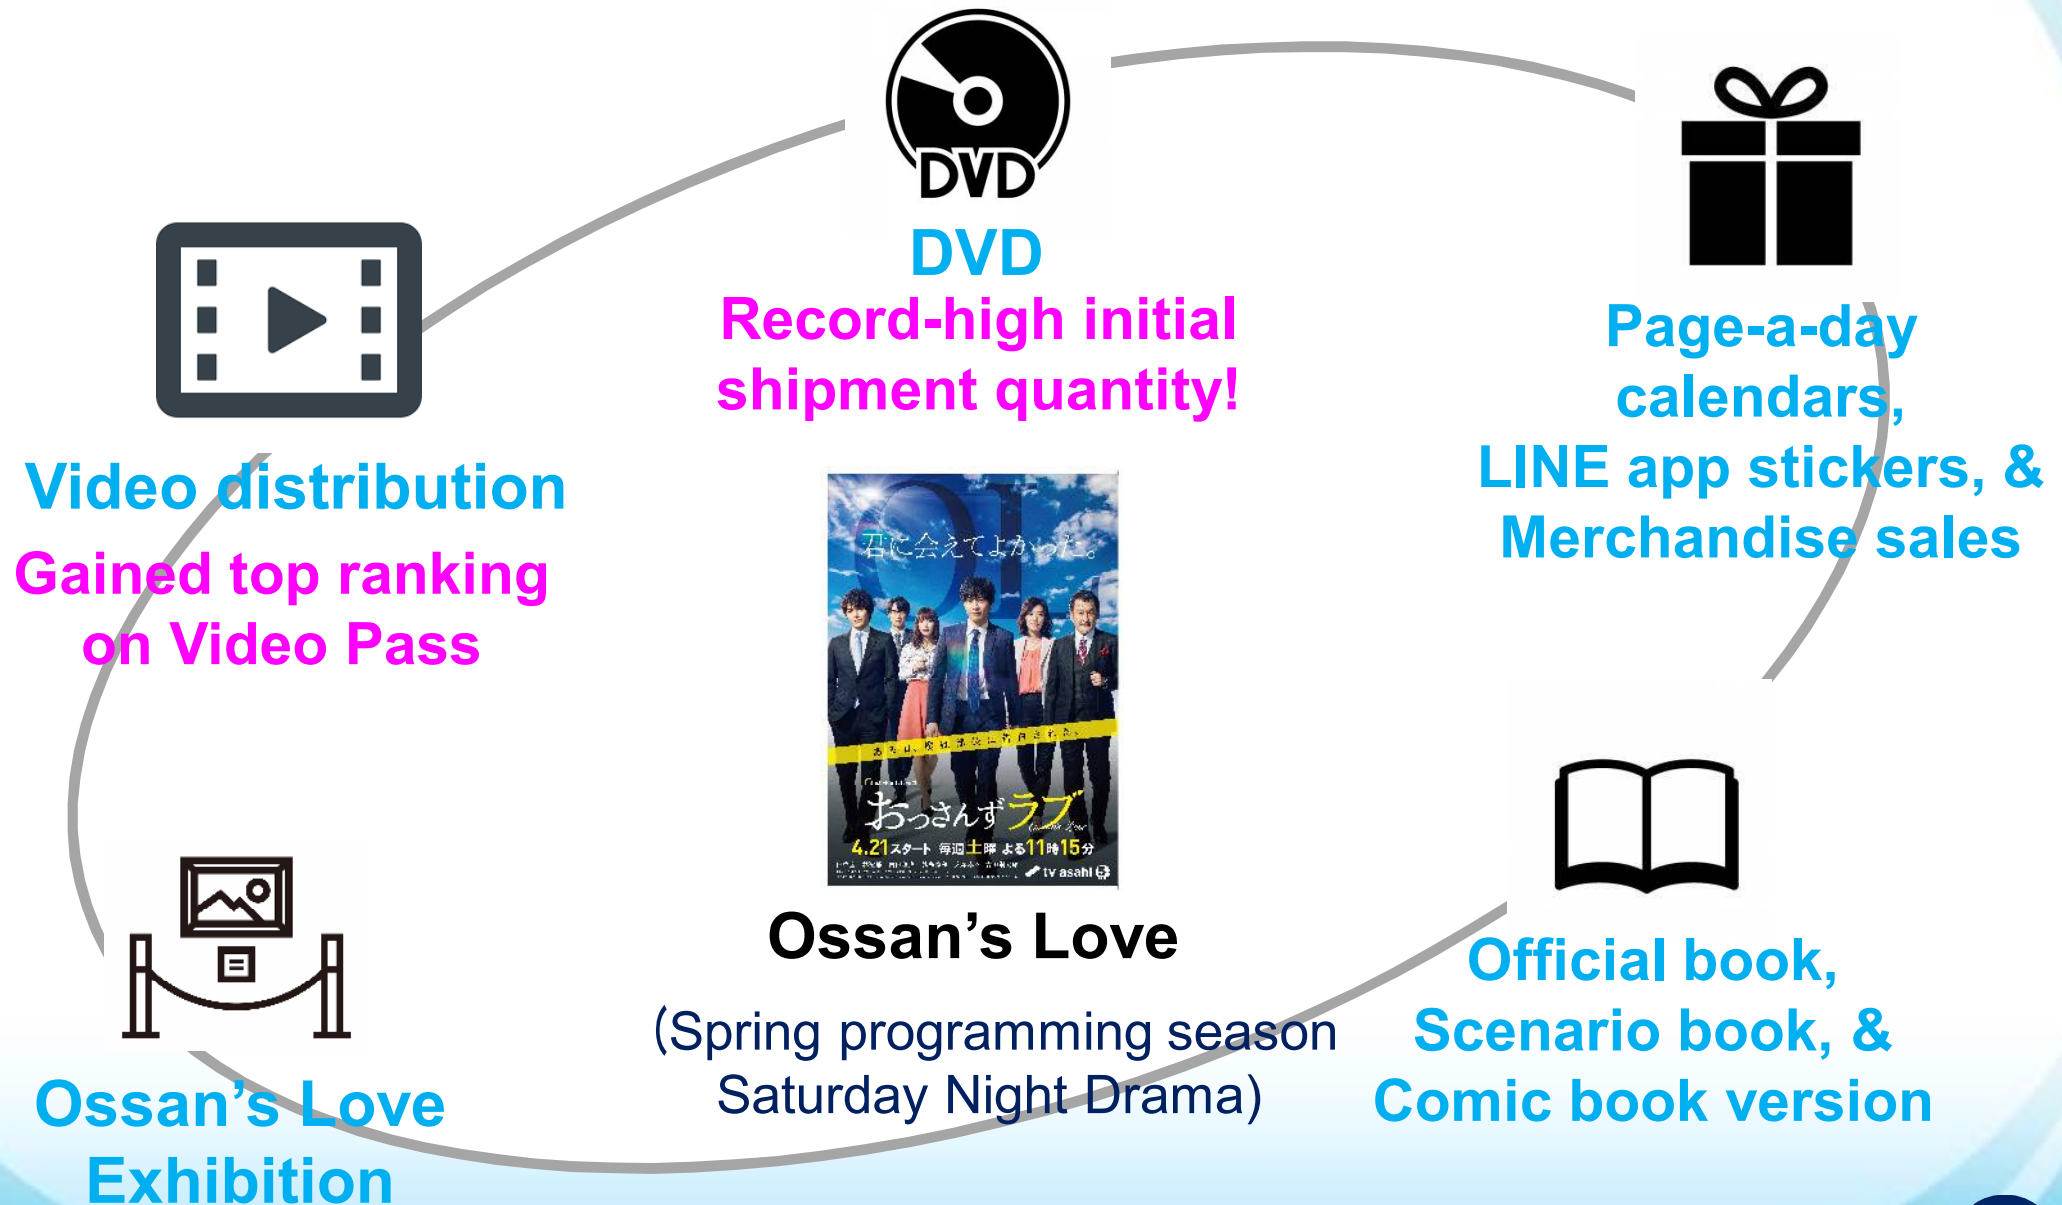 DVD
DVD
Record-high initial
shipment quantity!
Page-a-day
calendars,
LINE app stickers, &
Merchandise sales
Video distribution
Gained top ranking
on Video Pass
OL
君に会えてよかった。
おっさんずラブ
4.21スタート 毎週土曜 よる11時15分
tv asahi
Ossan’s Love
(Spring programming season
Saturday Night Drama)
Official book,
Scenario book, &
Comic book version
Ossan’s Love
Exhibition